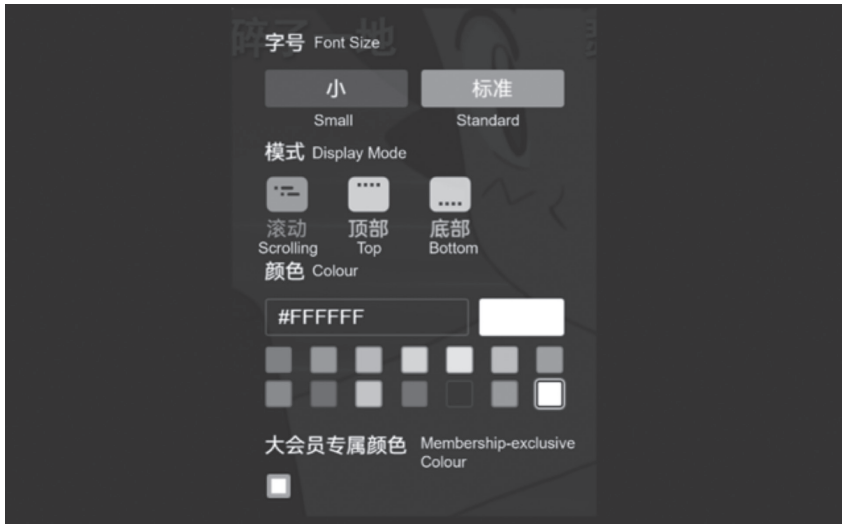 字号 Font Size
小 标准
Small Standard
模式 Display Mode
滚动 顶部 底部
Scrolling Top Bottom
颜色 Colour
#FFFFFF
大会员专属颜色 Membership-exclusive
Colour